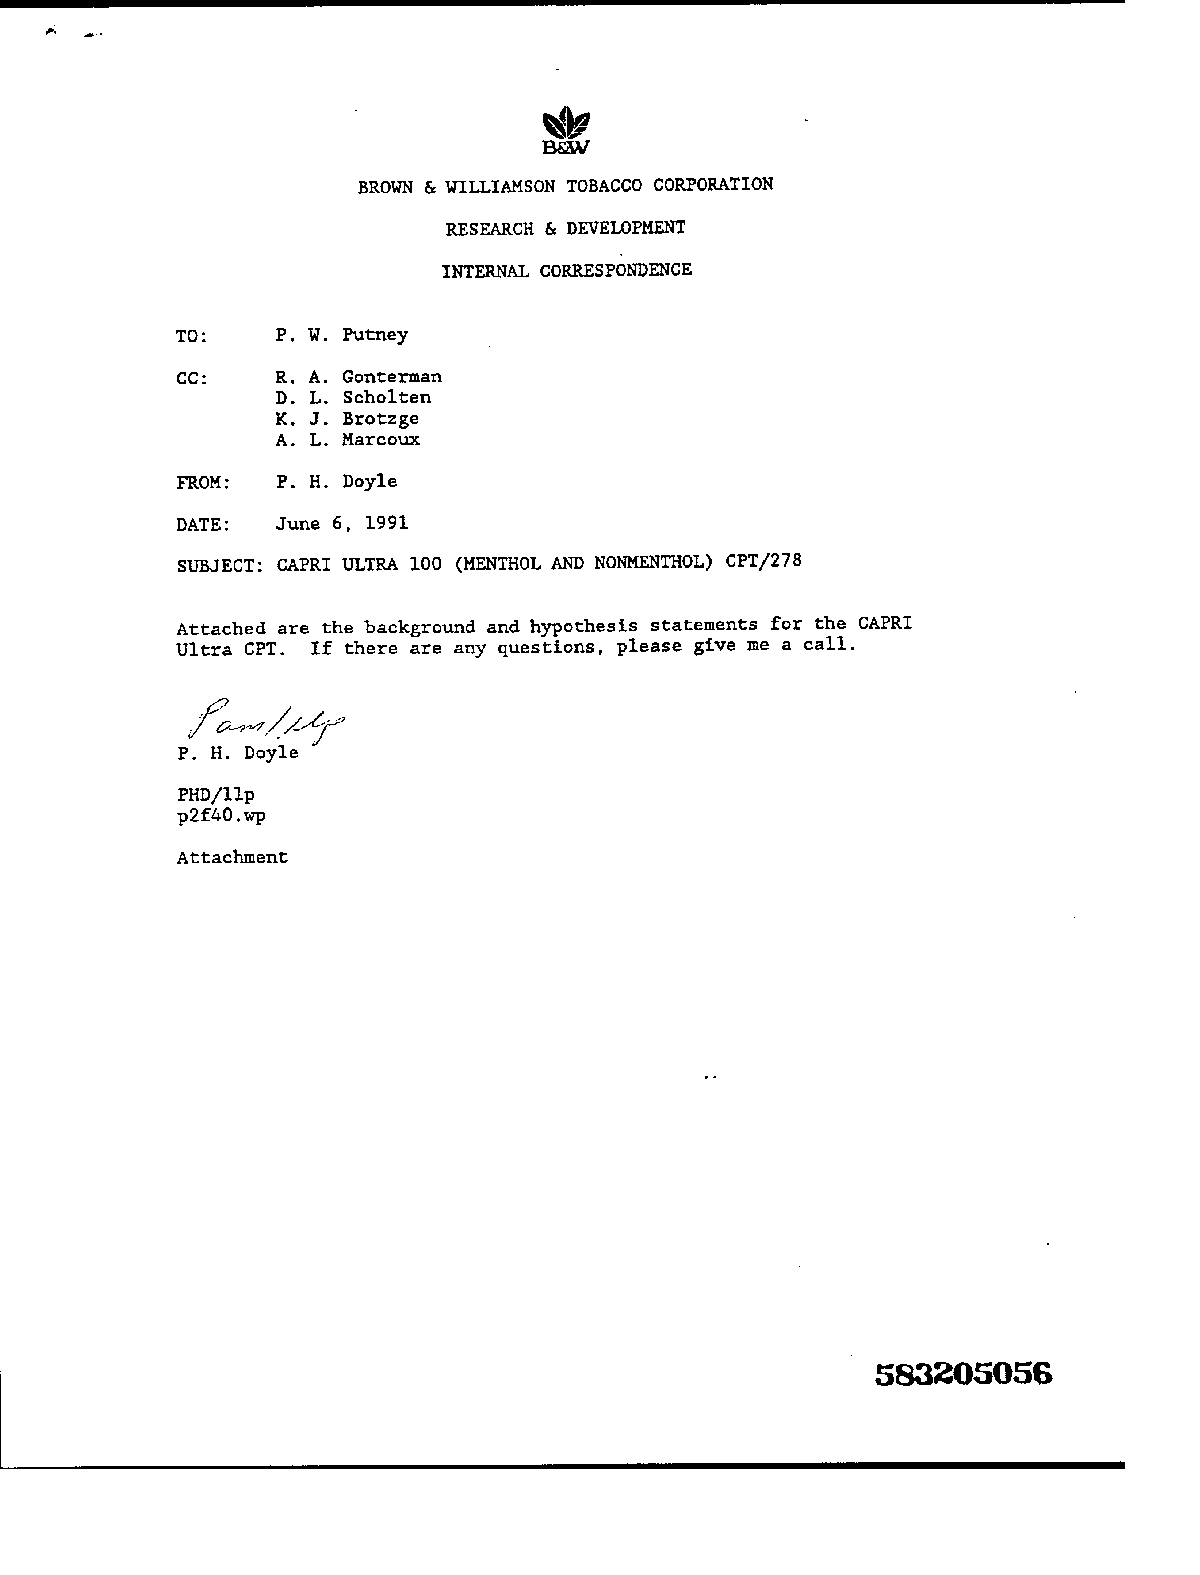 B&W
BROWN & WILLIAMSON TOBACCO CORPORATION
RESEARCH & DEVELOPMENT
INTERNAL CORRESPONDENCE
TO: P. W. Putney
CC: R. A. Gonterman
D. L. Scholten
K. J. Brotzge
A. L. Marcoux
FROM: P. H. Doyle
DATE: June 6, 1991
SUBJECT: CAPRI ULTRA 100 (MENTHOL AND NONMENTHOL) CPT/278
Attached are the background and hypothesis statements for the CAPRI
Ultra CPT. If there are any questions, please give me a call.
Pam/llp
P. H. Doyle
PHD/llp
p2f40.wp
Attachment
583205056